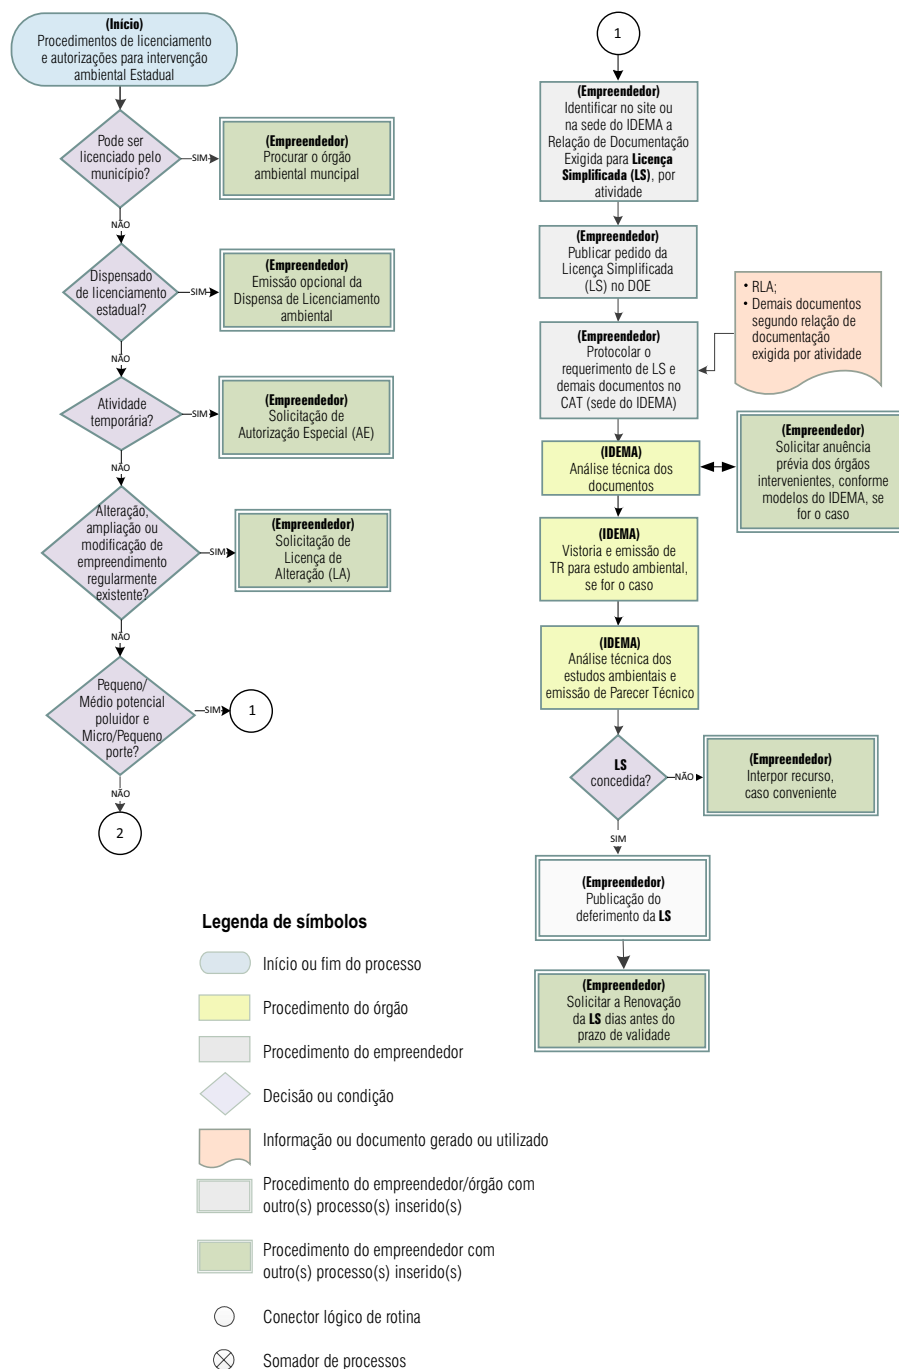 (Início)
Procedimentos de licenciamento
e autorizações para intervenção
ambiental Estadual
Pode ser
licenciado pelo
município?
SIM
(Empreendedor)
Procurar o órgão
ambiental muncipal
NÃO
Dispensado
de licenciamento
estadual?
SIM
(Empreendedor)
Emissão opcional da
Dispensa de Licenciamento
ambiental
NÃO
Atividade
temporária?
SIM
(Empreendedor)
Solicitação de
Autorização Especial (AE)
NÃO
Alteração,
ampliação ou
modificação de
empreendimento
regularmente
existente?
SIM
(Empreendedor)
Solicitação de
Licença de
Alteração (LA)
NÃO
Pequeno/
Médio potencial
poluidor e
Micro/Pequeno
porte?
SIM
1
NÃO
2
1
(Empreendedor)
Identificar no site ou
na sede do IDEMA a
Relação de Documentação
Exigida para Licença
Simplificada (LS), por
atividade
(Empreendedor)
Publicar pedido da
Licença Simplificada
(LS) no DOE
(Empreendedor)
Protocolar o
requerimento de LS e
demais documentos no
CAT (sede do IDEMA)
• RLA;
• Demais documentos
segundo relação de
documentação
exigida por atividade
(IDEMA)
Análise técnica dos
documentos
(Empreendedor)
Solicitar anuência
prévia dos órgãos
intervenientes, conforme
modelos do IDEMA, se
for o caso
(IDEMA)
Vistoria e emissão de
TR para estudo ambiental,
se for o caso
(IDEMA)
Análise técnica dos
estudos ambientais e
emissão de Parecer Técnico
LS
concedida?
NÃO
(Empreendedor)
Interpor recurso,
caso conveniente
SIM
(Empreendedor)
Publicação do
deferimento da LS
(Empreendedor)
Solicitar a Renovação
da LS dias antes do
prazo de validade
Legenda de símbolos
Início ou fim do processo
Procedimento do órgão
Procedimento do empreendedor
Decisão ou condição
Informação ou documento gerado ou utilizado
Procedimento do empreendedor/órgão com
outro(s) processo(s) inserido(s)
Procedimento do empreendedor com
outro(s) processo(s) inserido(s)
Conector lógico de rotina
Somador de processos